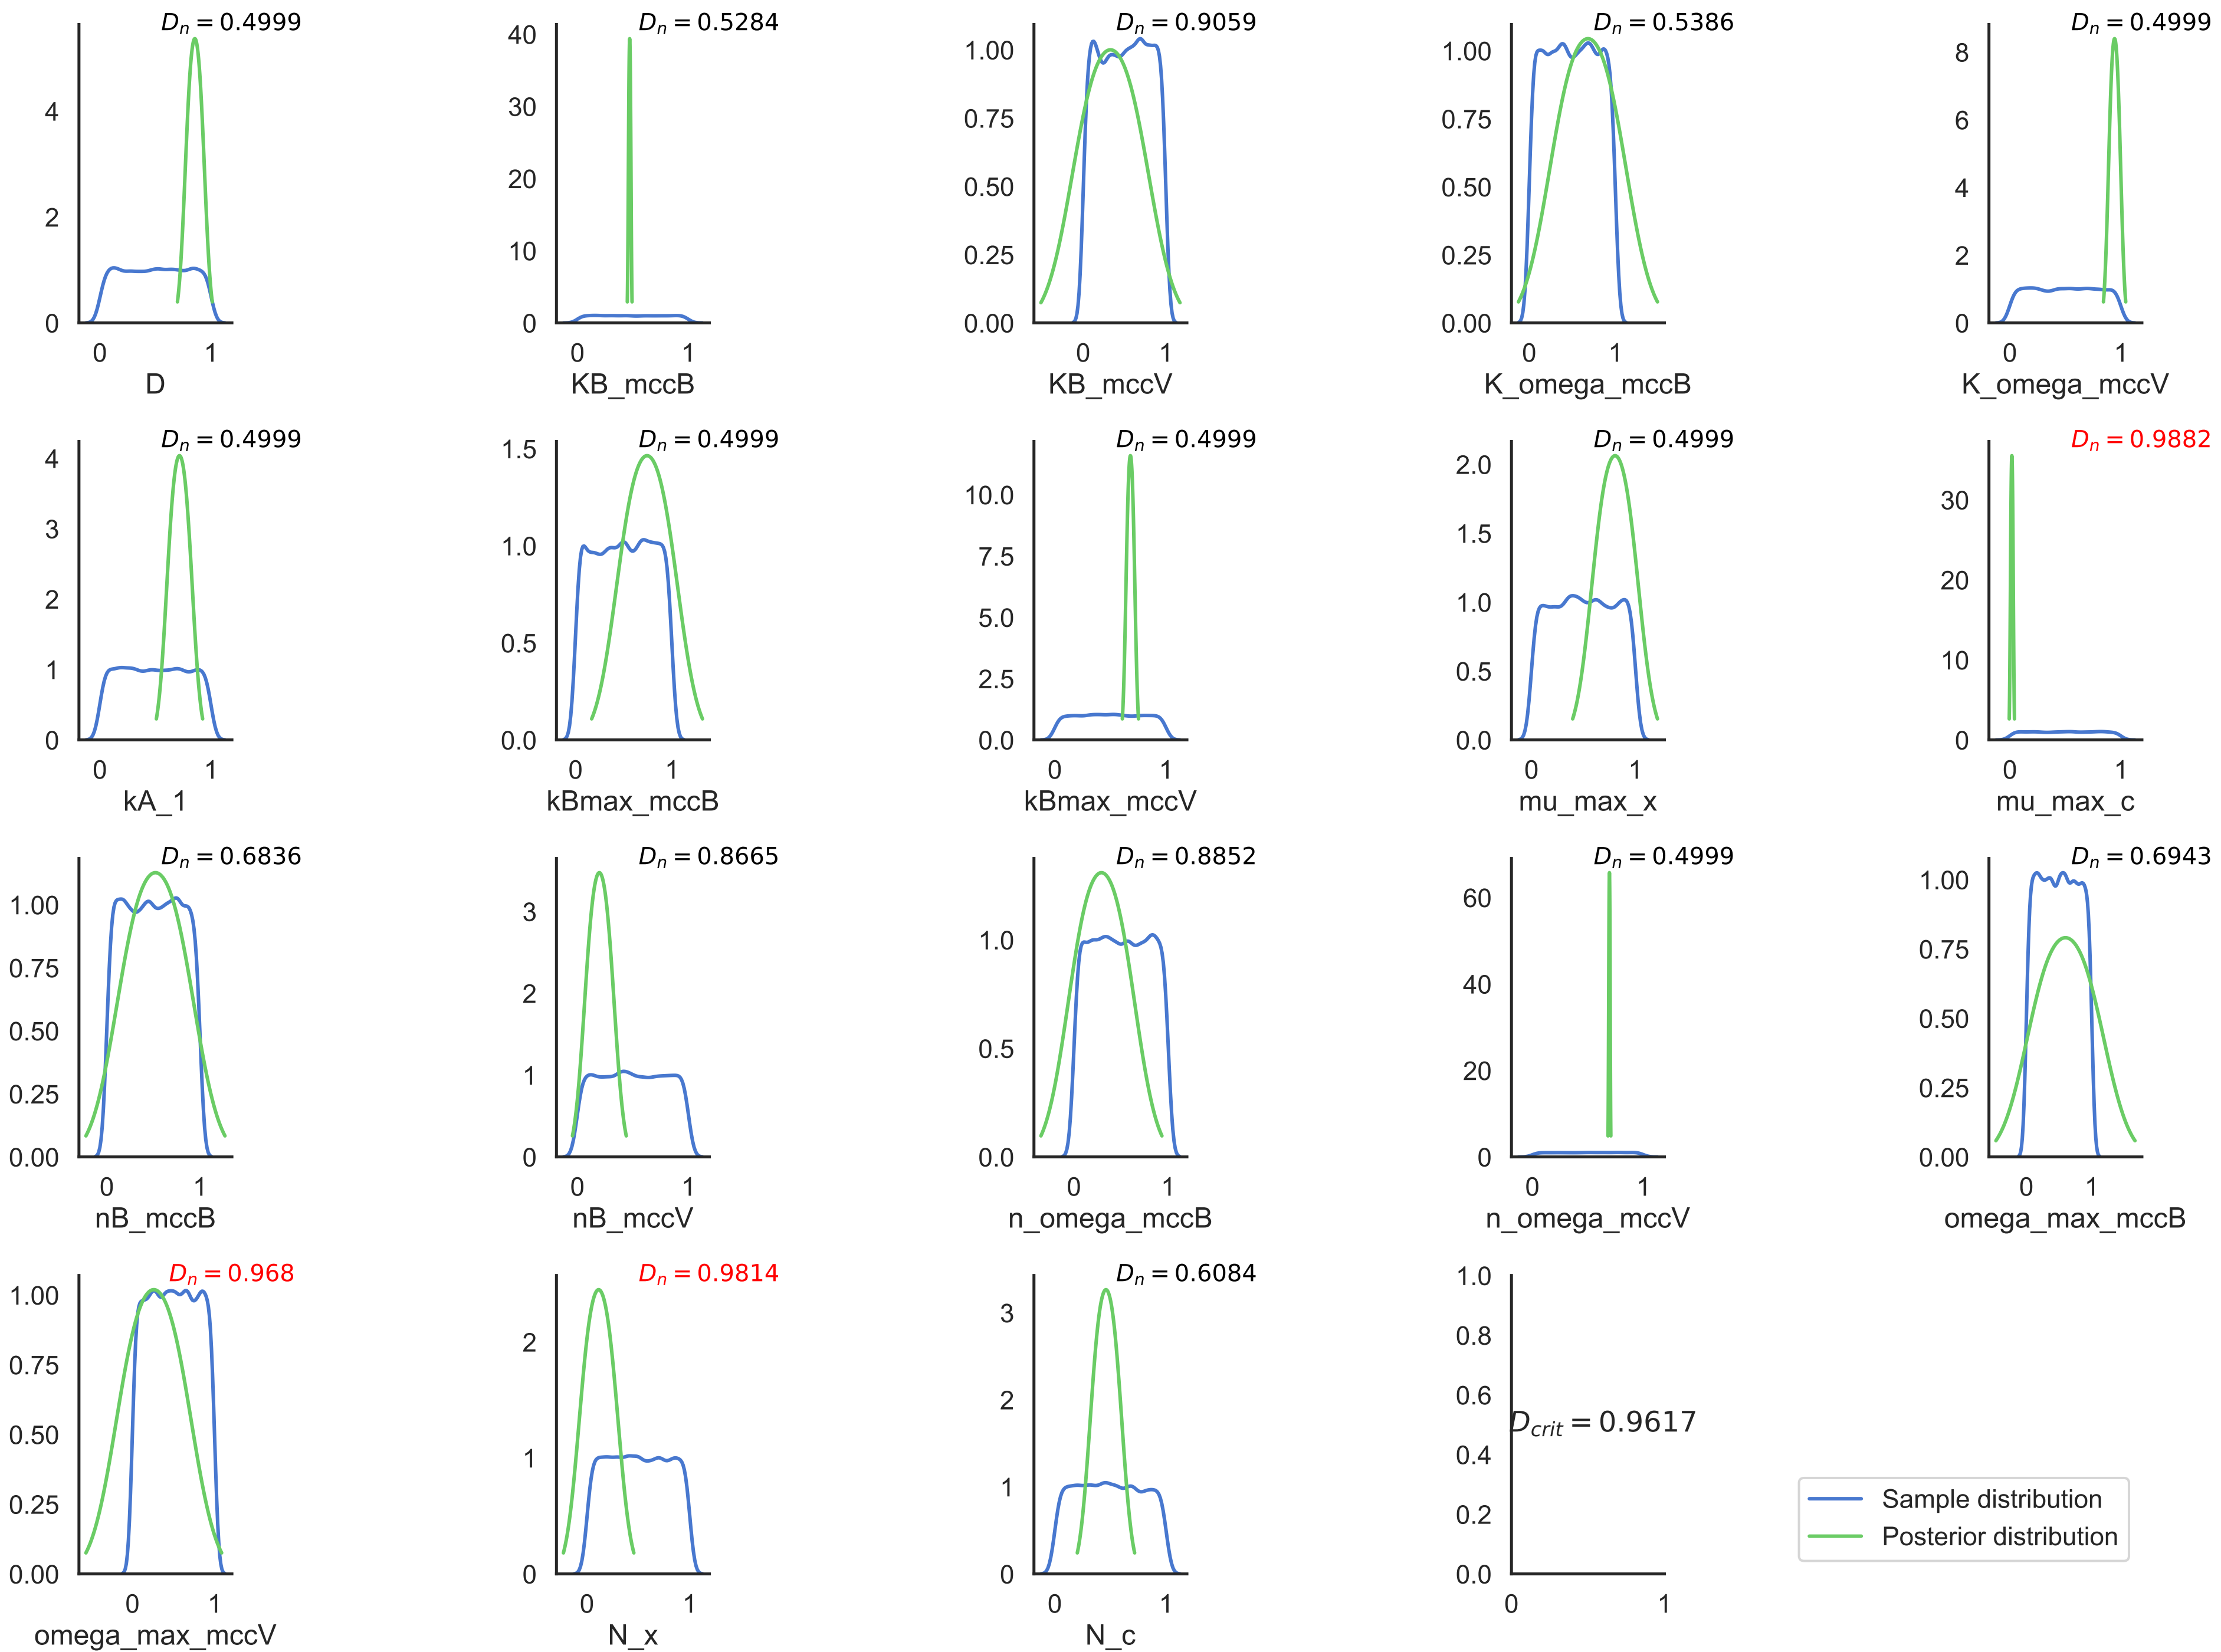 D_n = 0.4999
0
2
4
0 1
D
D_n = 0.5284
0
10
20
30
40
0 1
KB_mccB
D_n = 0.9059
0.00
0.25
0.50
0.75
1.00
0 1
KB_mccV
D_n = 0.5386
0.00
0.25
0.50
0.75
1.00
0 1
K_omega_mccB
D_n = 0.4999
0
2
4
6
8
0 1
K_omega_mccV
D_n = 0.4999
0
1
2
3
4
0 1
kA_1
D_n = 0.4999
0.0
0.5
1.0
1.5
0 1
kBmax_mccB
D_n = 0.4999
0.0
2.5
5.0
7.5
10.0
0 1
kBmax_mccV
D_n = 0.4999
0.0
0.5
1.0
1.5
2.0
0 1
mu_max_x
D_n = 0.9882
0
10
20
30
0 1
mu_max_c
D_n = 0.6836
0.00
0.25
0.50
0.75
1.00
0 1
nB_mccB
D_n = 0.8665
0
1
2
3
0 1
nB_mccV
D_n = 0.8852
0.0
0.5
1.0
0 1
n_omega_mccB
D_n = 0.4999
0
20
40
60
0 1
n_omega_mccV
D_n = 0.6943
0.00
0.25
0.50
0.75
1.00
0 1
omega_max_mccB
D_n = 0.968
0.00
0.25
0.50
0.75
1.00
0 1
omega_max_mccV
D_n = 0.9814
0
1
2
0 1
N_x
D_n = 0.6084
0
1
2
3
0 1
N_c
0.0
0.2
0.4
0.6
0.8
1.0
D_crit = 0.9617
0 1
Sample distribution
Posterior distribution